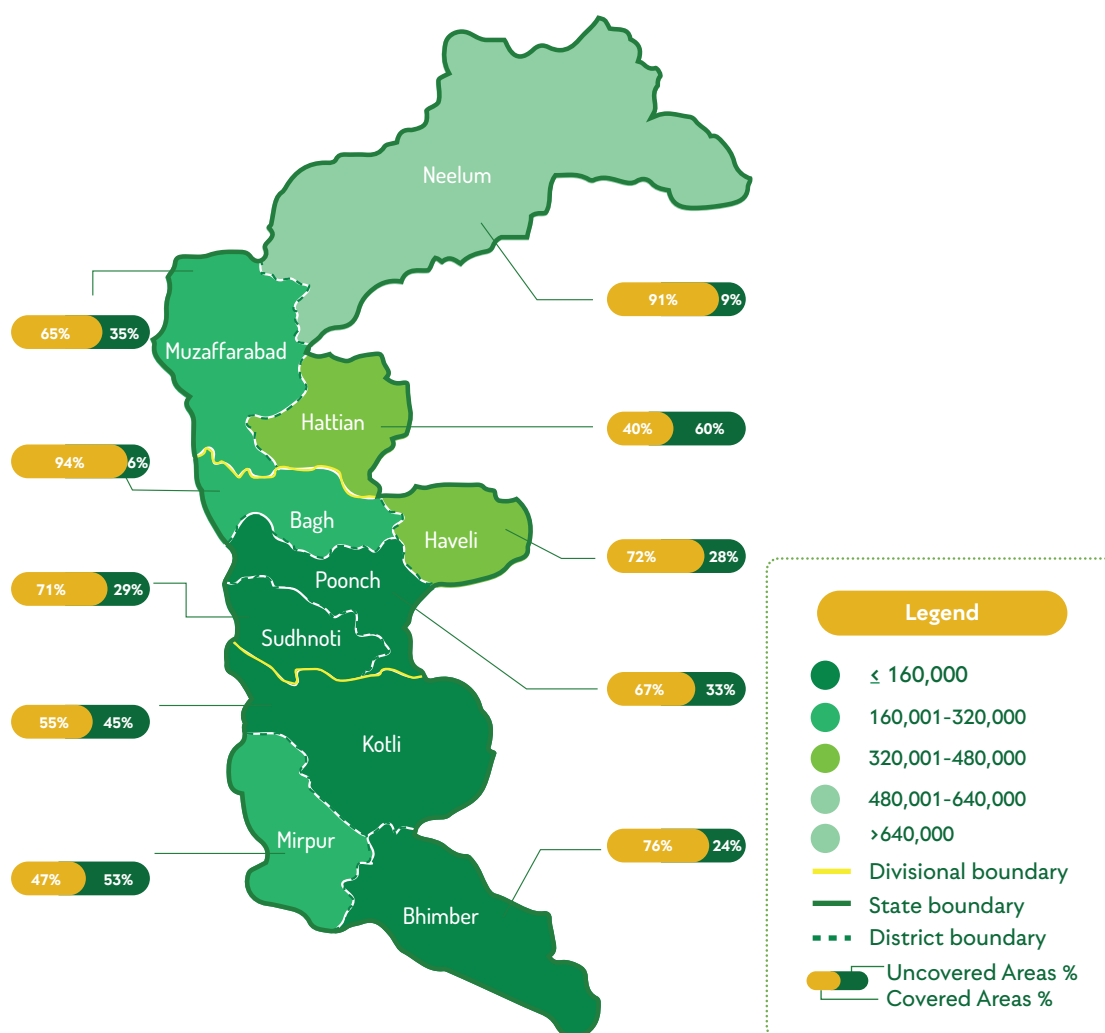 Neelum
91% 9%
65% 35%
Muzaffarabad
Hattian
40% 60%
94% 6%
Bagh
Haveli
72% 28%
Poonch
71% 29%
Sudhnoti
67% 33%
55% 45%
Kotli
Mirpur
76% 24%
47% 53%
Bhimber
Legend
≤ 160,000
160,001-320,000
320,001-480,000
480,001-640,000
>640,000
Divisional boundary
State boundary
District boundary
Uncovered Areas %
Covered Areas %